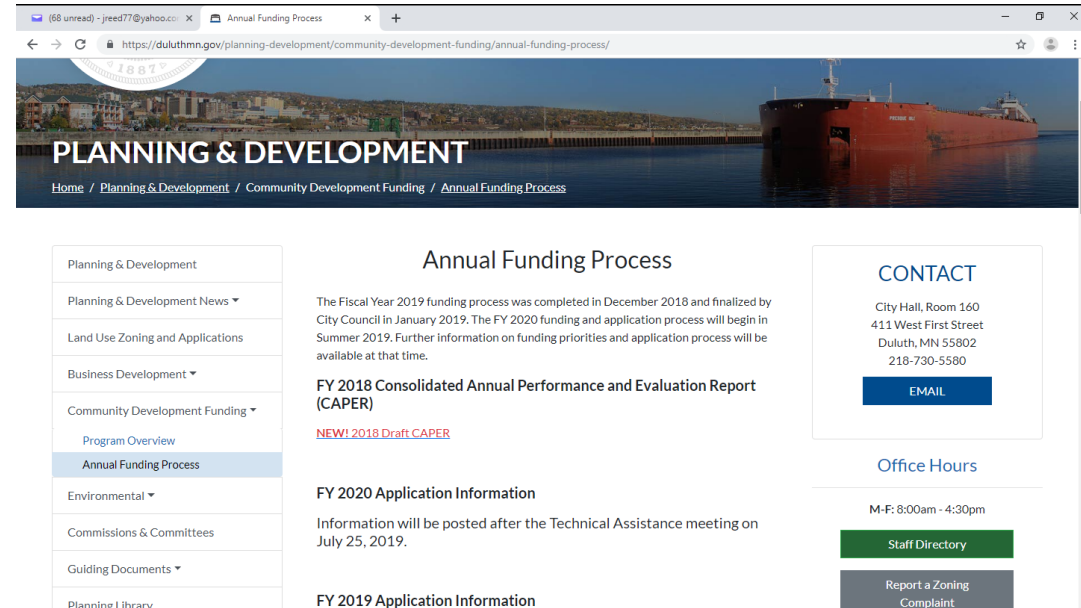 (68 unread) - jreed77@yahoo.co
Annual Funding Process
https://duluthmn.gov/planning-development/community-development-funding/annual-funding-process/
1887
PLANNING & DEVELOPMENT
Home / Planning & Development / Community Development Funding / Annual Funding Process
Planning & Development
Planning & Development News
Land Use Zoning and Applications
Business Development
Community Development Funding
Program Overview
Annual Funding Process
Environmental
Commissions & Committees
Guiding Documents
Planning Library
Annual Funding Process
The Fiscal Year 2019 funding process was completed in December 2018 and finalized by
City Council in January 2019. The FY 2020 funding and application process will begin in
Summer 2019. Further information on funding priorities and application process will be
available at that time.
FY 2018 Consolidated Annual Performance and Evaluation Report
(CAPER)
NEW! 2018 Draft CAPER
FY 2020 Application Information
Information will be posted after the Technical Assistance meeting on
July 25, 2019.
FY 2019 Application Information
CONTACT
City Hall, Room 160
411 West First Street
Duluth, MN 55802
218-730-5580
EMAIL
Office Hours
M-F: 8:00am - 4:30pm
Staff Directory
Report a Zoning
Complaint